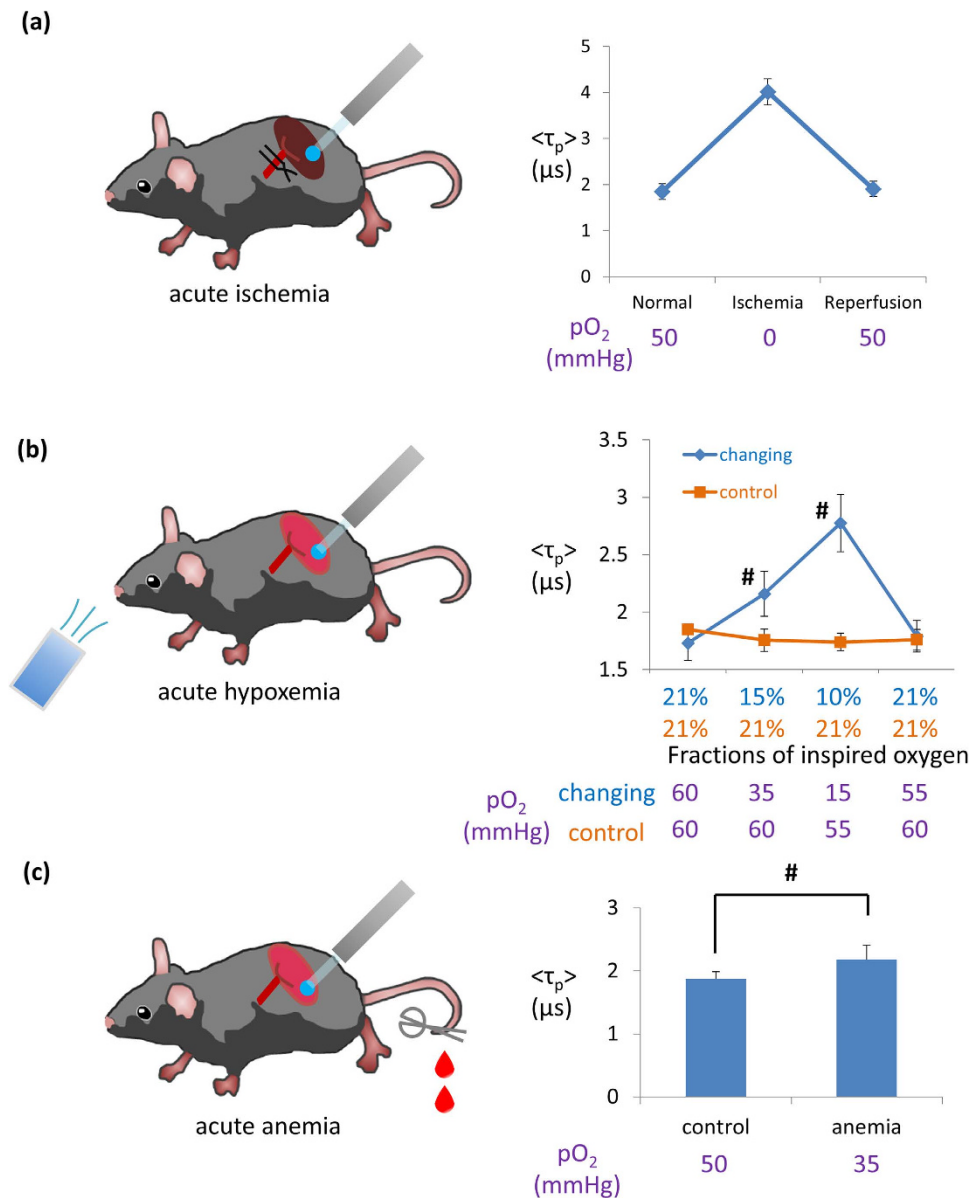 (a)
acute ischemia
5
4
3
2
1
0
<τp>
(μs)
Normal Ischemia Reperfusion
pO2
(mmHg)
50 0 50
(b)
acute hypoxemia
3.5
3
2.5
2
1.5
<τp>
(μs)
changing
control
#
#
21% 15% 10% 21%
21% 21% 21% 21%
Fractions of inspired oxygen
pO2
(mmHg)
changing 60 35 15 55
control 60 60 55 60
(c)
acute anemia
#
3
2
1
0
<τp>
(μs)
control anemia
pO2
(mmHg)
50 35